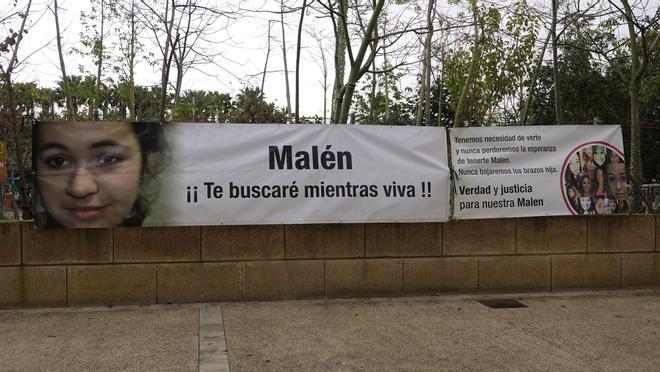 Malén
¡¡ Te buscaré mientras viva !!
Tenemos necesidad de verte
y nunca perderemos la esperanza
de tenerte Malen.
Nunca bajaremos los brazos hija.
Verdad y justicia
para nuestra Malen